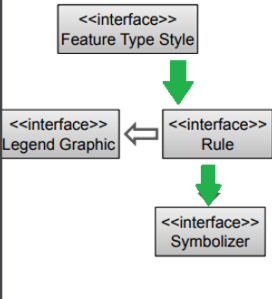 <<interface>>
Feature Type Style
<<interface>>
Legend Graphic
<<interface>>
Rule
<<interface>>
Symbolizer